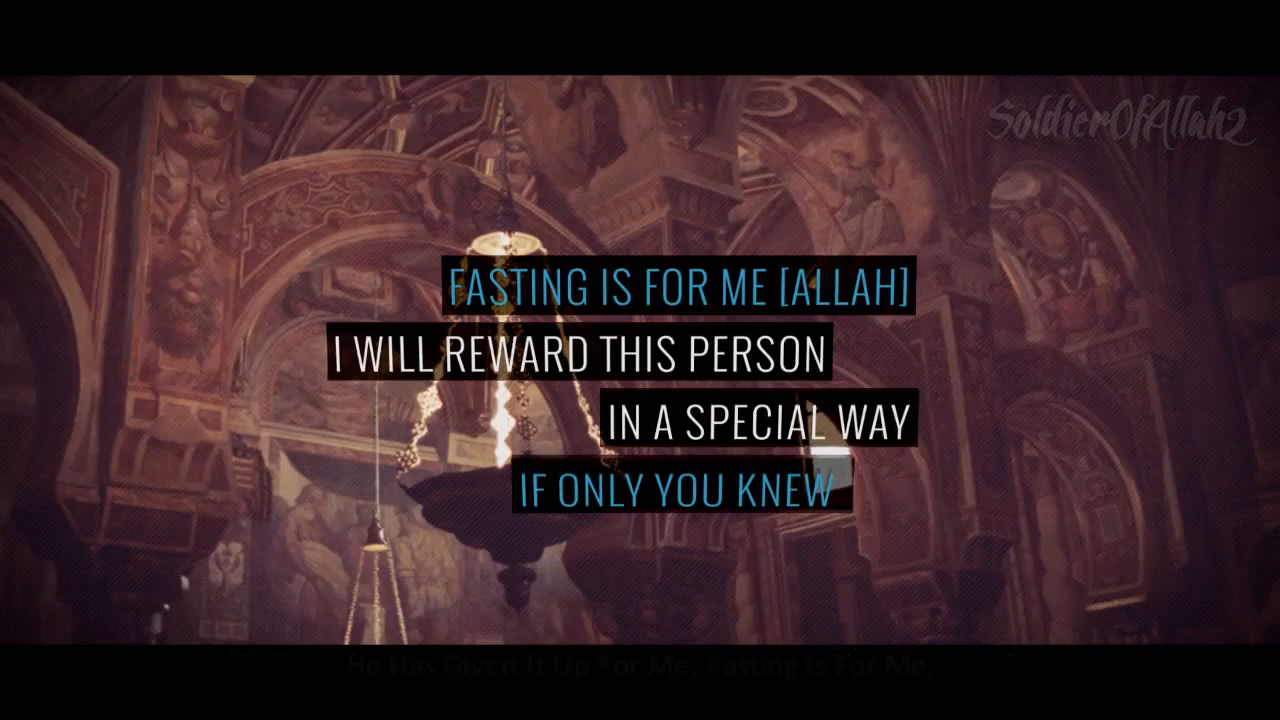 SoldierOfAllah2
FASTING IS FOR ME [ALLAH]
I WILL REWARD THIS PERSON
IN A SPECIAL WAY
IF ONLY YOU KNEW
He Has Given It Up For Me; Fasting Is For Me,